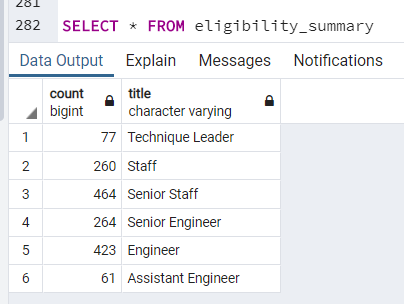 281
282 SELECT * FROM eligibility_summary
Data Output Explain Messages Notifications
count title
bigint character varying
1 77 Technique Leader
2 260 Staff
3 464 Senior Staff
4 264 Senior Engineer
5 423 Engineer
6 61 Assistant Engineer